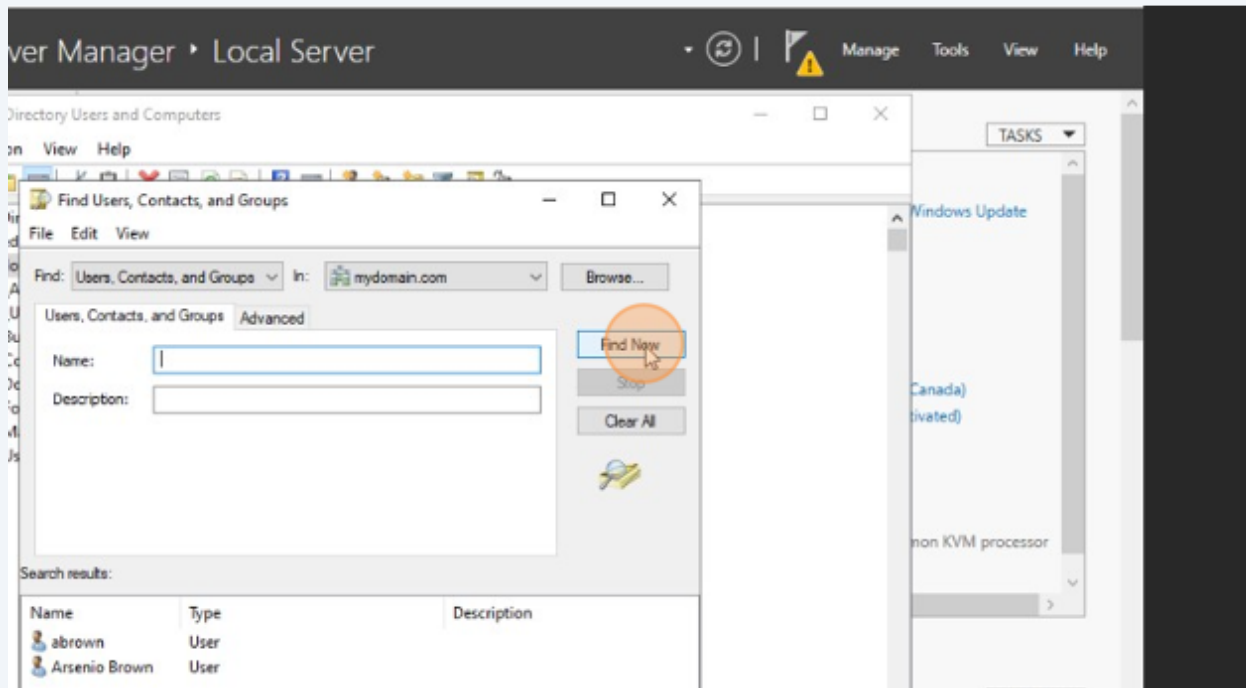 ver Manager ‣ Local Server
Manage Tools View Help
Directory Users and Computers
on View Help
TASKS
Find Users, Contacts, and Groups
Windows Update
File Edit View
Find: Users, Contacts, and Groups In: mydomain.com Browse...
Users, Contacts, and Groups Advanced
Find Now
Name:
Stop
Canada)
Description:
Clear All
tivated)
non KVM processor
Search results:
Name Type Description
abrown User
Arsenio Brown User